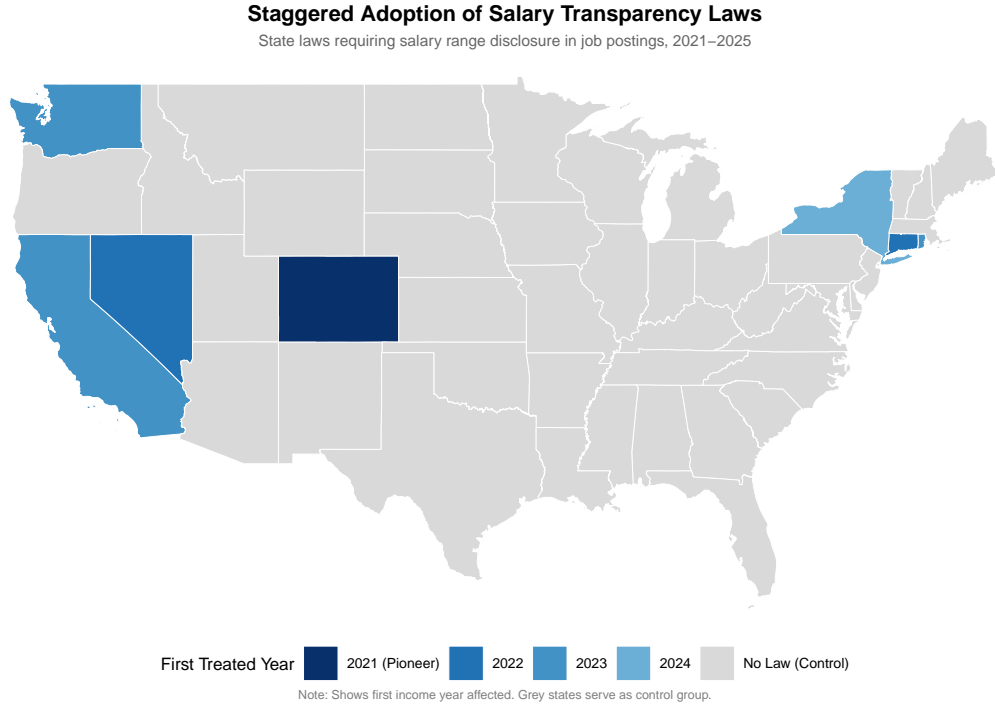 Staggered Adoption of Salary Transparency Laws
State laws requiring salary range disclosure in job postings, 2021–2025
First Treated Year 2021 (Pioneer) 2022 2023 2024 No Law (Control)
Note: Shows first income year affected. Grey states serve as control group.